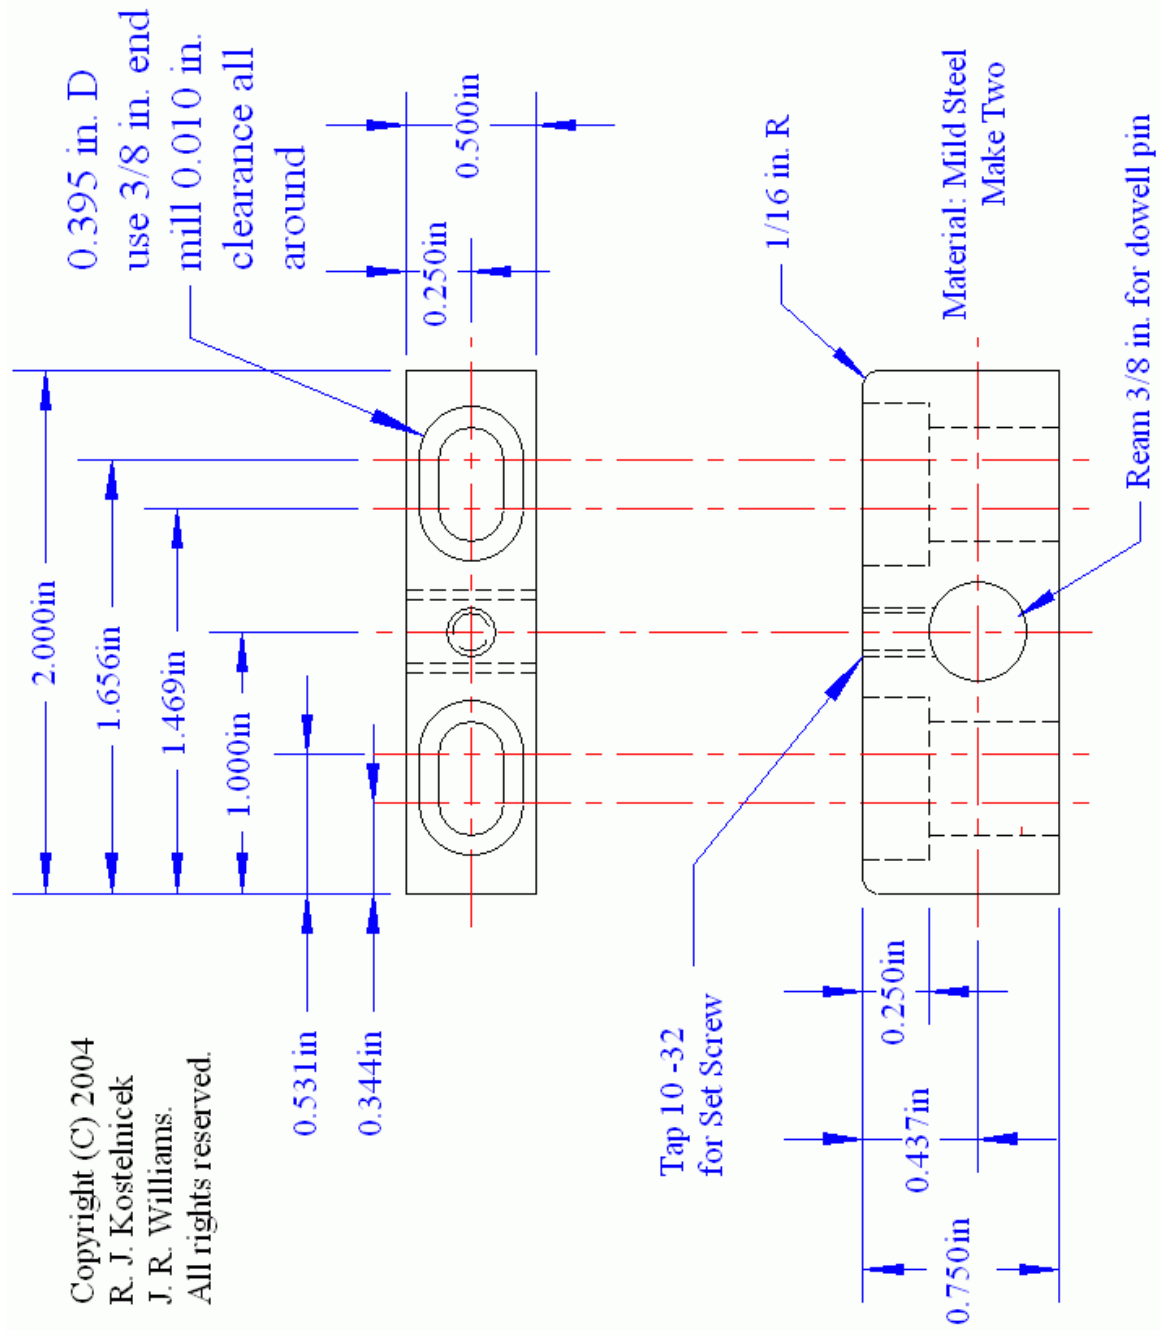 Copyright (C) 2004
R. J. Kostelnicek
J. R. Williams.
All rights reserved.
2.000in
1.656in
1.469in
1.000in
0.531in
0.344in
0.395 in. D
use 3/8 in. end
mill 0.010 in.
clearance all
around
0.250in
0.500in
Tap 10 -32
for Set Screw
1/16 in. R
0.250in
0.437in
0.750in
Material: Mild Steel
Make Two
Ream 3/8 in. for dowell pin